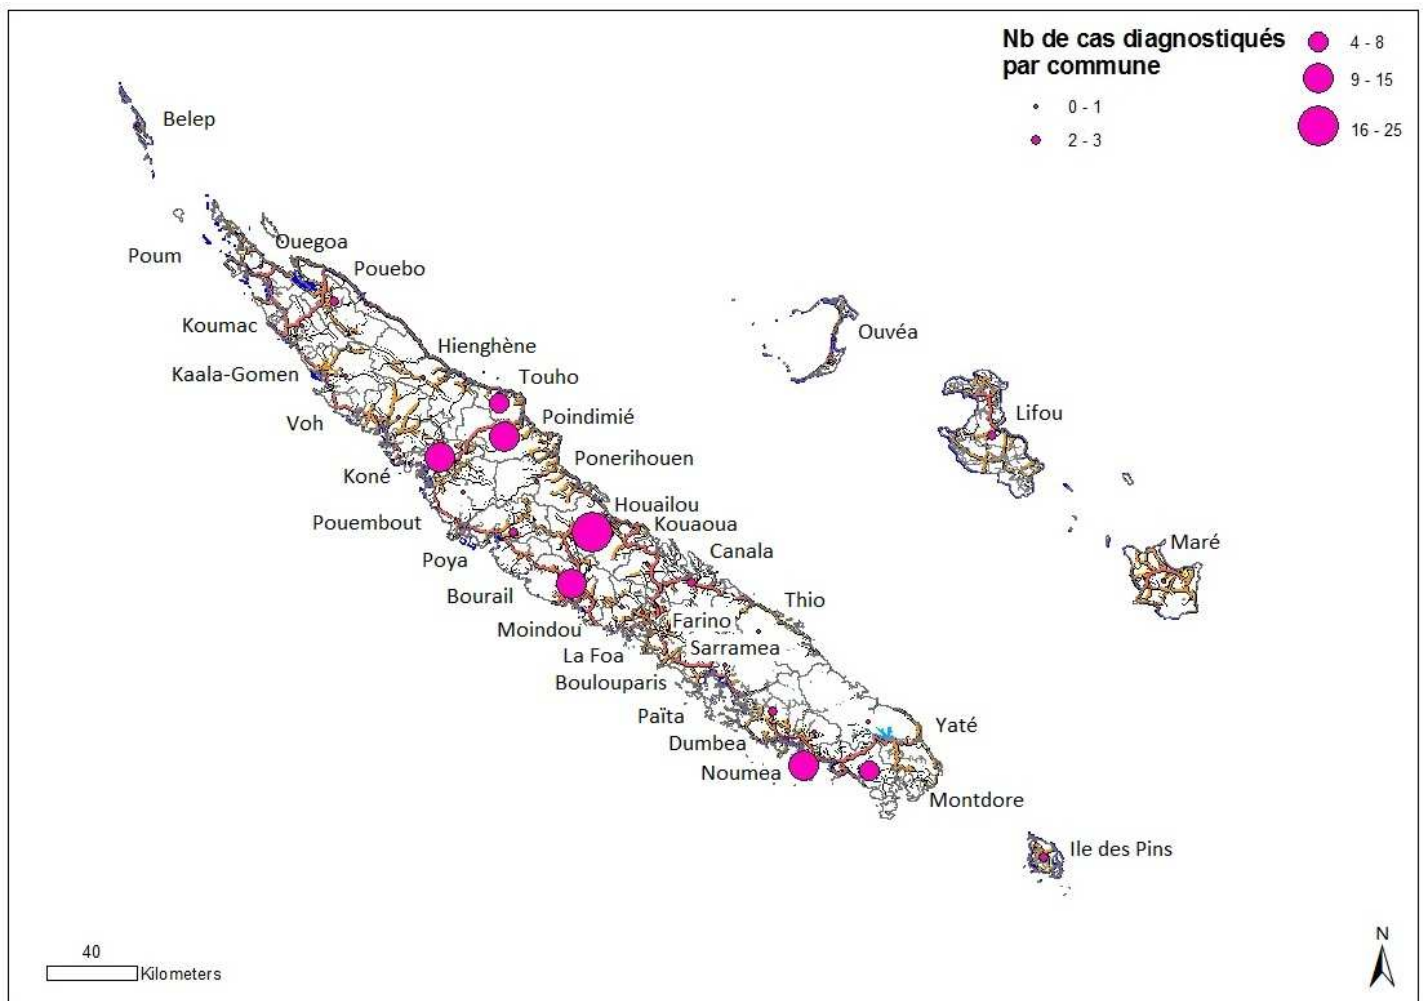 Nb de cas diagnostiqués
par commune
0 - 1
2 - 3
4 - 8
9 - 15
16 - 25
Belep
Poum
Ouegoa
Pouebo
Koumac
Hienghène
Kaala-Gomen
Touho
Voh
Poindimié
Koné
Ponerihouen
Pouembout
Houailou
Kouaoua
Poya
Canala
Bourail
Thio
Moindou
Farino
La Foa
Sarramea
Boulouparis
Païta
Dumbea
Yaté
Noumea
Montdore
Ouvéa
Lifou
Maré
Ile des Pins
40
Kilometers
N